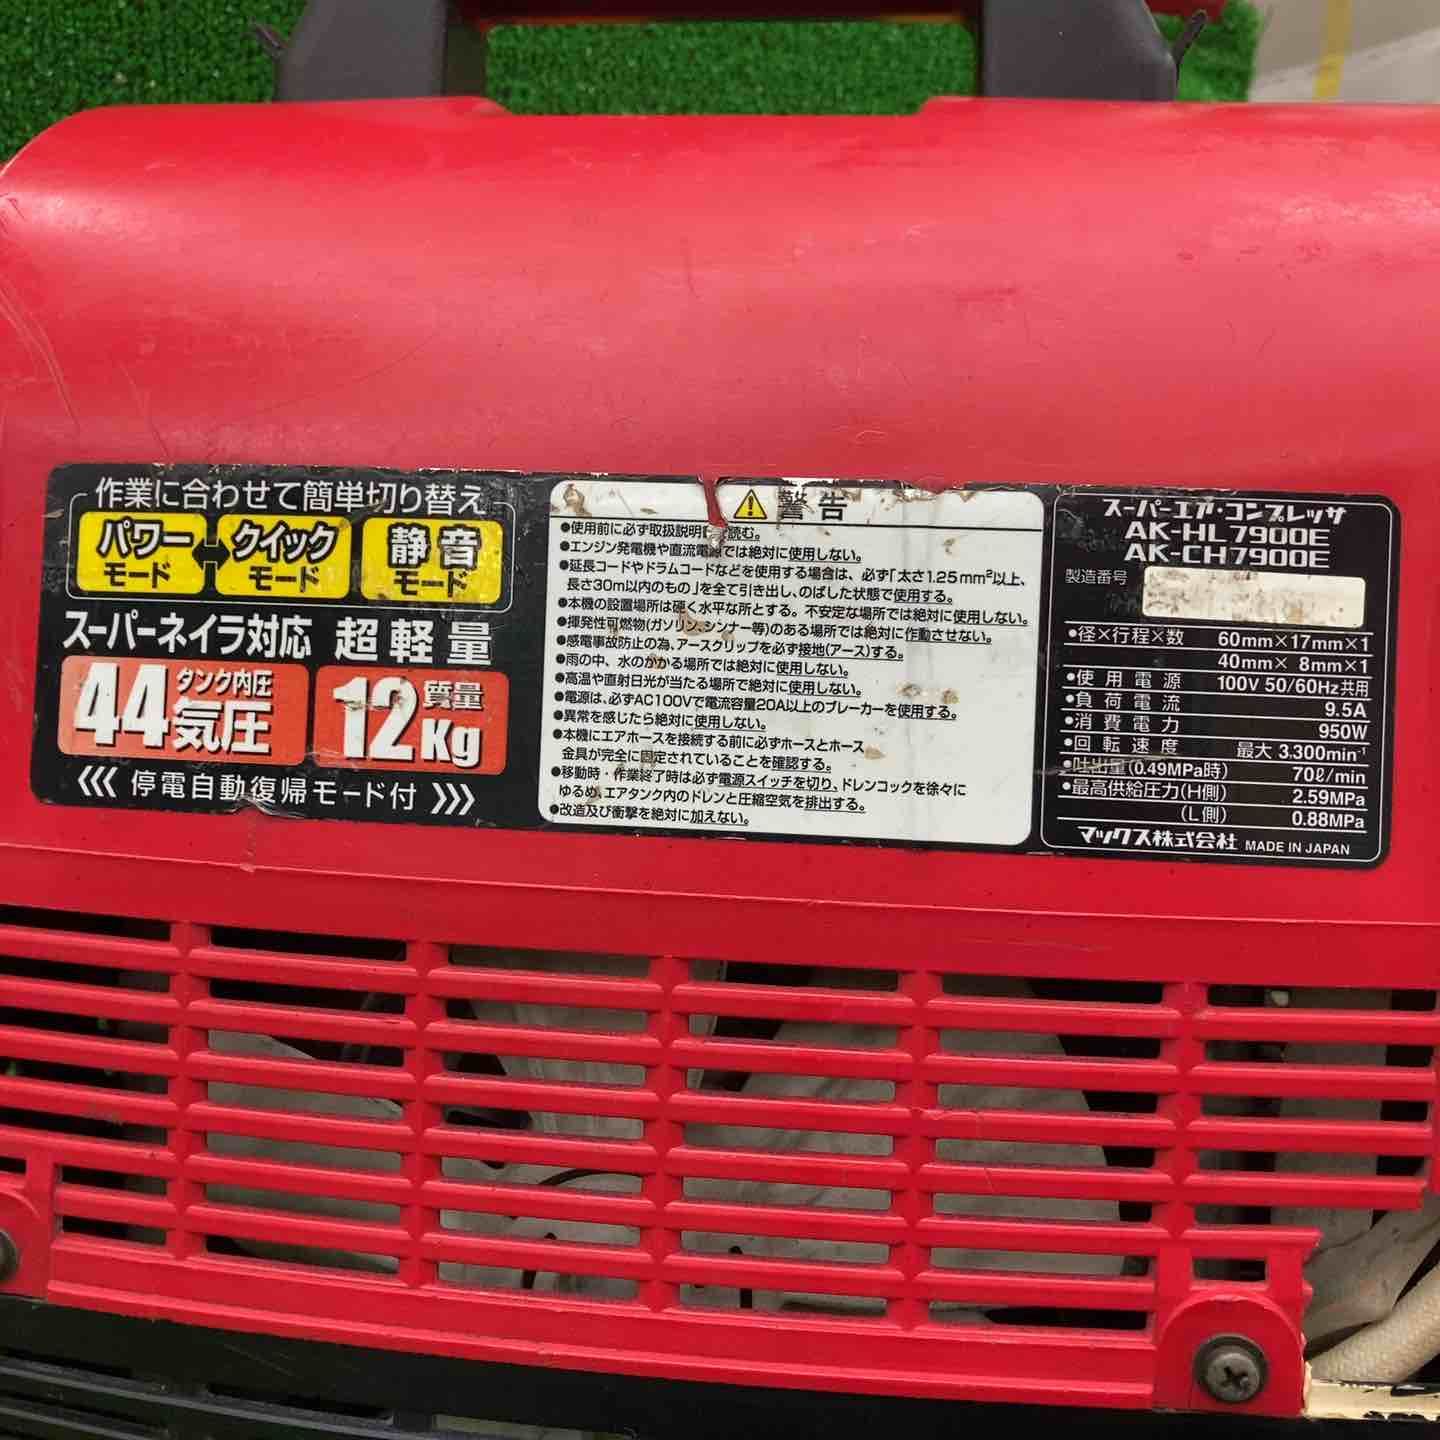 作業に合わせて簡単切り替え
パワー
モード
クイック
モード
静音
モード
スーパーネイラ対応 超軽量
44 タンク内圧
気圧
12 質量
Kg
停電自動復帰モード付
警告
●使用前に必ず取扱説明 読む。
●エンジン発電機や直流電源では絶対に使用しない。
●延長コードやドラムコードなどを使用する場合は、必ず「太さ1.25mm²以上、
長さ30m以内のもの」を全て引き出し、のばした状態で使用する。
●本機の設置場所は硬く水平な所とする。不安定な場所では絶対に使用しない。
●揮発性可燃物(ガソリン、シンナー等)のある場所では絶対に作動させない。
●感電事故防止の為、アースクリップを必ず接地(アース)する。
●雨の中、水のかかる場所では絶対に使用しない。
●高温や直射日光が当たる場所で絶対に使用しない。
●電源は、必ずAC100Vで電流容量20A以上のブレーカーを使用する。
●異常を感じたら絶対に使用しない。
●本機にエアホースを接続する前に必ずホースとホース
金具が完全に固定されていることを確認する。
●移動時・作業終了時は必ず電源スイッチを切り、ドレンコックを徐々に
ゆるめ、エアタンク内のドレンと圧縮空気を排出する。
●改造及び衝撃を絶対に加えない。
スーパーエア・コンプレッサ
AK-HL7900E
AK-CH7900E
製造番号
●径×行程×数 60mm×17mm×1
40mm× 8mm×1
●使用電源 100V 50/60Hz共用
●負荷電流 9.5A
●消費電力 950W
●回転速度 最大 3.300min⁻¹
●吐出量(0.49MPa時) 70ℓ/min
●最高供給圧力(H側) 2.59MPa
(L側) 0.88MPa
マックス株式会社 MADE IN JAPAN